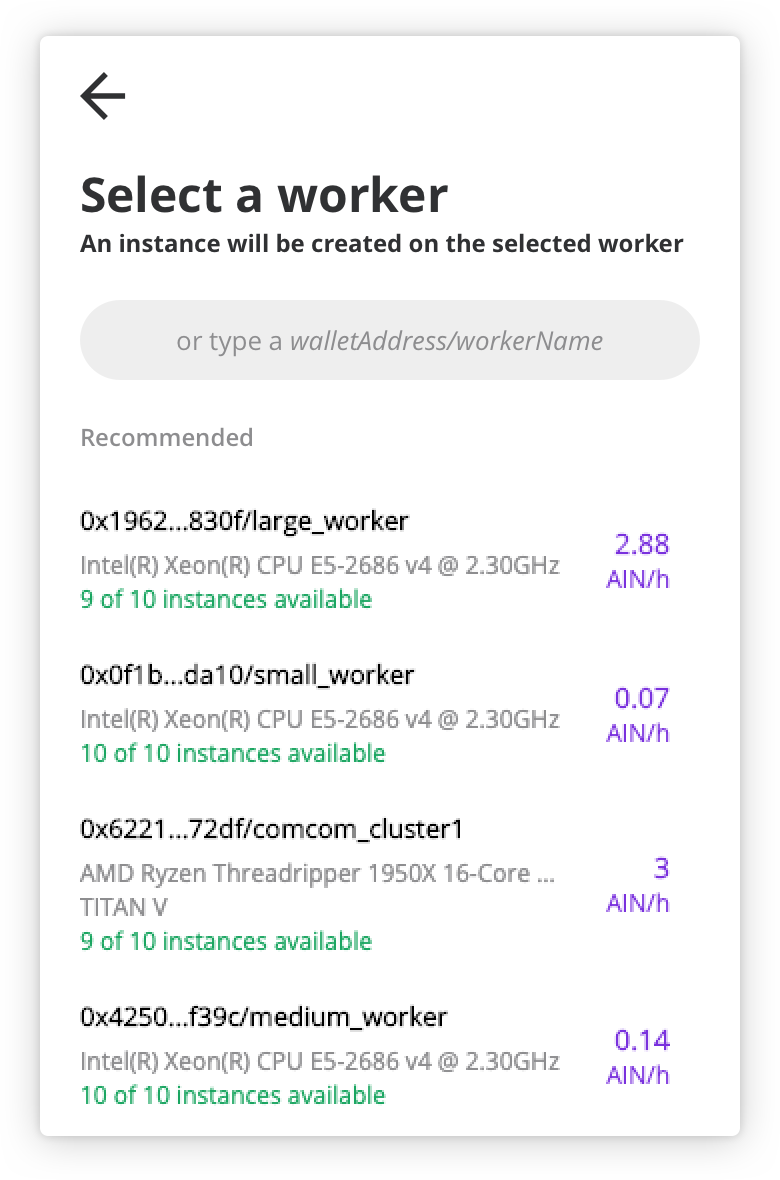 Select a worker
An instance will be created on the selected worker
or type a walletAddress/workerName
Recommended
0x1962...830f/large_worker
Intel(R) Xeon(R) CPU E5-2686 v4 @ 2.30GHz
9 of 10 instances available
2.88
AIN/h
0x0f1b...da10/small_worker
Intel(R) Xeon(R) CPU E5-2686 v4 @ 2.30GHz
10 of 10 instances available
0.07
AIN/h
0x6221...72df/comcom_cluster1
AMD Ryzen Threadripper 1950X 16-Core ...
TITAN V
9 of 10 instances available
3
AIN/h
0x4250...f39c/medium_worker
Intel(R) Xeon(R) CPU E5-2686 v4 @ 2.30GHz
10 of 10 instances available
0.14
AIN/h